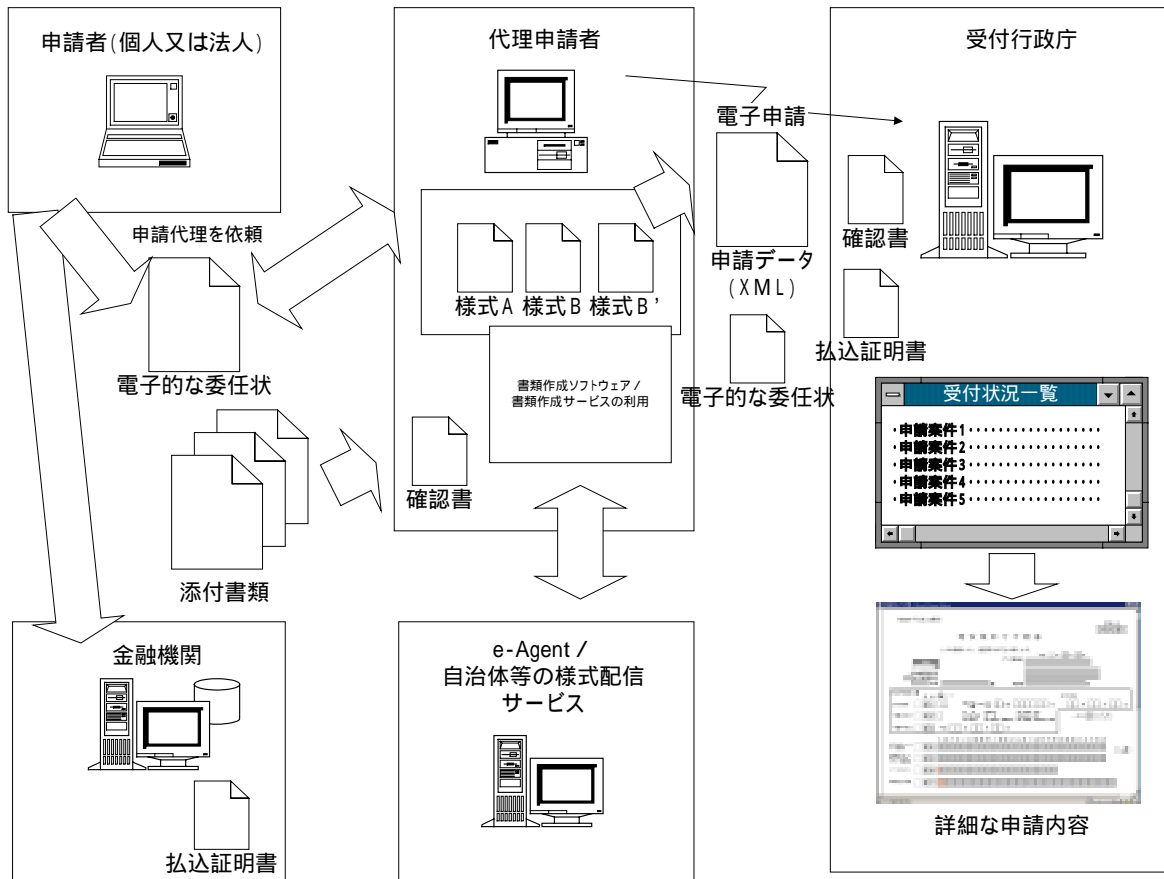 申請者(個人又は法人)
申請代理を依頼
電子的な委任状
添付書類
金融機関
払込証明書
代理申請者
様式A 様式B 様式B'
書類作成ソフトウェア/
書類作成サービスの利用
確認書
e-Agent/
自治体等の様式配信
サービス
電子申請
申請データ
(XML)
電子的な委任状
受付行政庁
確認書
払込証明書
受付状況一覧
・申請案件1・・・・・・・・・・・・・・・・・・
・申請案件2・・・・・・・・・・・・・・・・・・
・申請案件3・・・・・・・・・・・・・・・・・・
・申請案件4・・・・・・・・・・・・・・・・・・
・申請案件5・・・・・・・・・・・・・・・・・・
詳細な申請内容